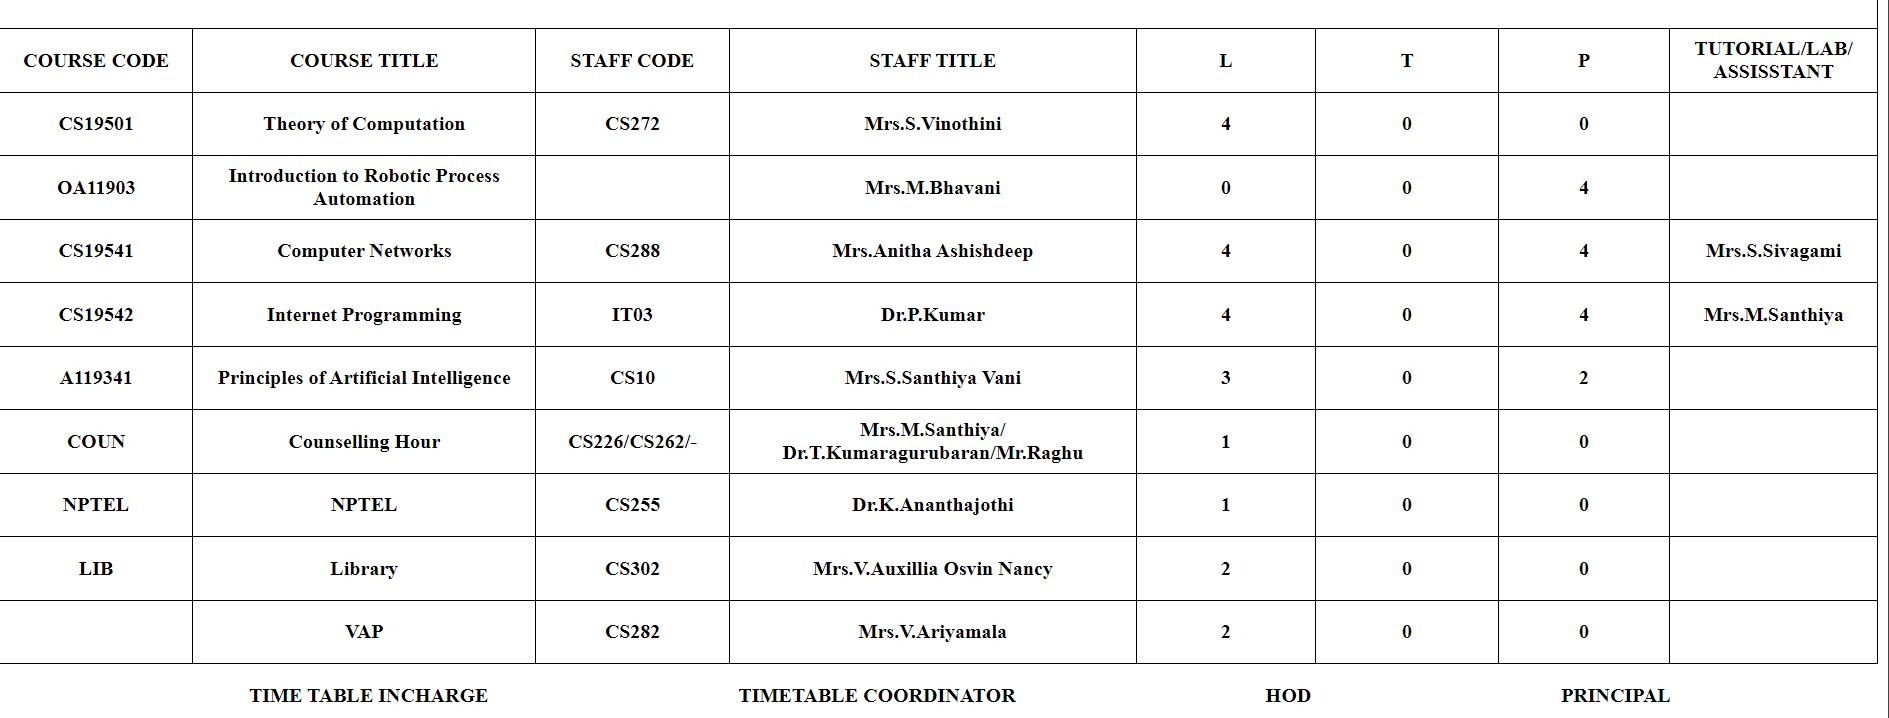 COURSE CODE COURSE TITLE STAFF CODE STAFF TITLE L T P TUTORIAL/LAB/
ASSISSTANT
CS19501 Theory of Computation CS272 Mrs.S.Vinothini 4 0 0
OA11903 Introduction to Robotic Process
Automation Mrs.M.Bhavani 0 0 4
CS19541 Computer Networks CS288 Mrs.Anitha Ashishdeep 4 0 4 Mrs.S.Sivagami
CS19542 Internet Programming IT03 Dr.P.Kumar 4 0 4 Mrs.M.Santhiya
A119341 Principles of Artificial Intelligence CS10 Mrs.S.Santhiya Vani 3 0 2
COUN Counselling Hour CS226/CS262/- Mrs.M.Santhiya/
Dr.T.Kumaragurubaran/Mr.Raghu 1 0 0
NPTEL NPTEL CS255 Dr.K.Ananthajothi 1 0 0
LIB Library CS302 Mrs.V.Auxillia Osvin Nancy 2 0 0
VAP CS282 Mrs.V.Ariyamala 2 0 0
TIME TABLE INCHARGE TIMETABLE COORDINATOR HOD PRINCIPAL